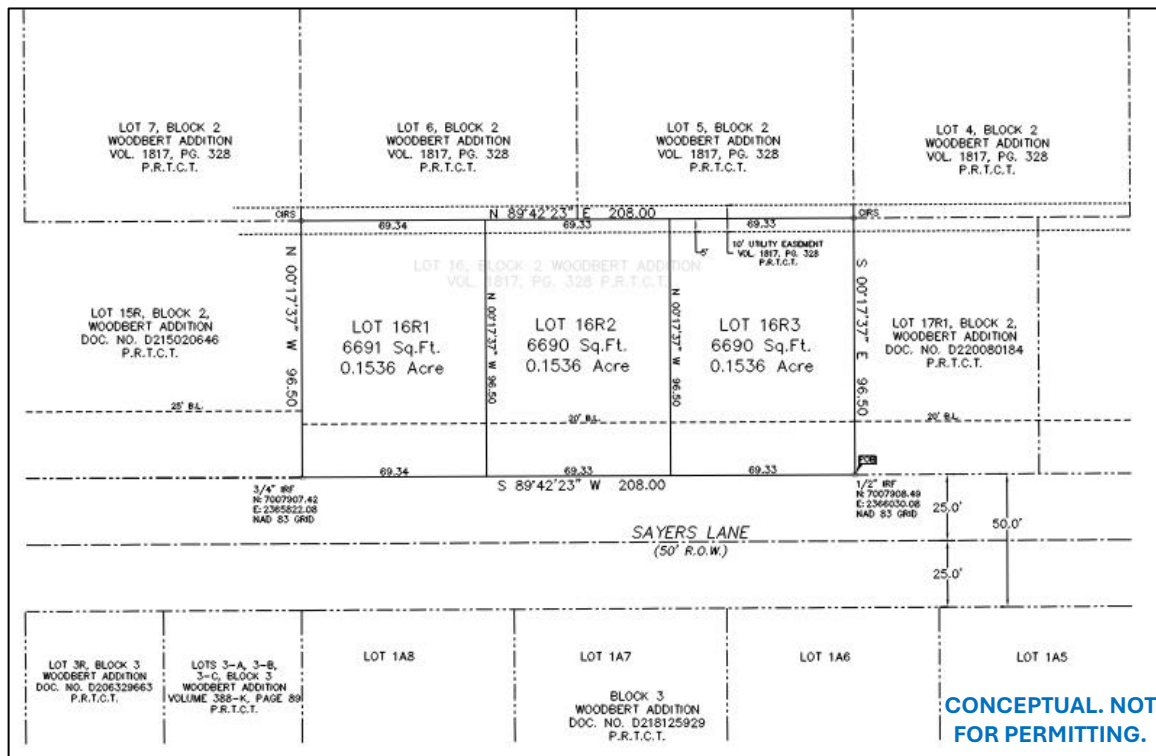 LOT 7, BLOCK 2
WOODBERT ADDITION
VOL. 1817, PG. 328
P.R.T.C.T.
LOT 6, BLOCK 2
WOODBERT ADDITION
VOL. 1817, PG. 328
P.R.T.C.T.
LOT 5, BLOCK 2
WOODBERT ADDITION
VOL. 1817, PG. 328
P.R.T.C.T.
LOT 4, BLOCK 2
WOODBERT ADDITION
VOL. 1817, PG. 328
P.R.T.C.T.
CIRS
N 89°42'23" E 208.00
CIRS
69.34
69.33
69.33
5'
10' UTILITY EASEMENT
VOL. 1817, PG. 328
P.R.T.C.T.
LOT 16, BLOCK 2 WOODBERT ADDITION
VOL. 1817, PG. 328 P.R.T.C.T.
LOT 15R, BLOCK 2,
WOODBERT ADDITION
DOC. NO. D215020646
P.R.T.C.T.
N 00°17'37" W 96.50
LOT 16R1
6691 Sq.Ft.
0.1536 Acre
N 00°17'37" W 96.50
LOT 16R2
6690 Sq.Ft.
0.1536 Acre
N 00°17'37" W 96.50
LOT 16R3
6690 Sq.Ft.
0.1536 Acre
S 00°17'37" E 96.50
LOT 17R1, BLOCK 2,
WOODBERT ADDITION
DOC. NO. D220080184
P.R.T.C.T.
25' B.L.
20' B.L.
20' B.L.
POB
69.34
69.33
69.33
S 89°42'23" W 208.00
3/4" IRF
N: 7007907.42
E: 2365822.08
NAD 83 GRID
1/2" IRF
N: 7007908.49
E: 2366030.08
NAD 83 GRID
25.0'
50.0'
SAYERS LANE
(50' R.O.W.)
25.0'
LOT 3R, BLOCK 3
WOODBERT ADDITION
DOC. NO. D206329663
P.R.T.C.T.
LOTS 3-A, 3-B,
3-C, BLOCK 3
WOODBERT ADDITION
VOLUME 388-K, PAGE 89
P.R.T.C.T.
LOT 1A8
LOT 1A7
LOT 1A6
LOT 1A5
BLOCK 3
WOODBERT ADDITION
DOC. NO. D218125929
P.R.T.C.T.
CONCEPTUAL. NOT
FOR PERMITTING.